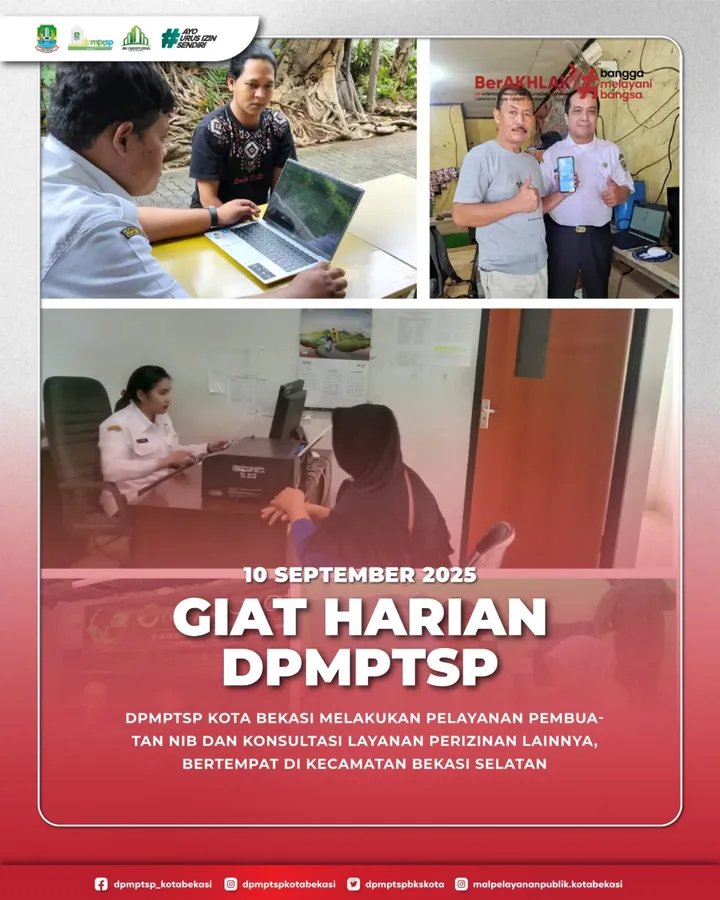 dpmptsp
#AYO
URUS IZIN
SENDIRI
BerAKHLAK
#bangga
melayani
bangsa
10 SEPTEMBER 2025
GIAT HARIAN
DPMPTSP
DPMPTSP KOTA BEKASI MELAKUKAN PELAYANAN PEMBUA-
TAN NIB DAN KONSULTASI LAYANAN PERIZINAN LAINNYA,
BERTEMPAT DI KECAMATAN BEKASI SELATAN
dpmptsp_kotabekasi dpmptspkotabekasi dpmptspbkskota malpelayananpublik.kotabekasi